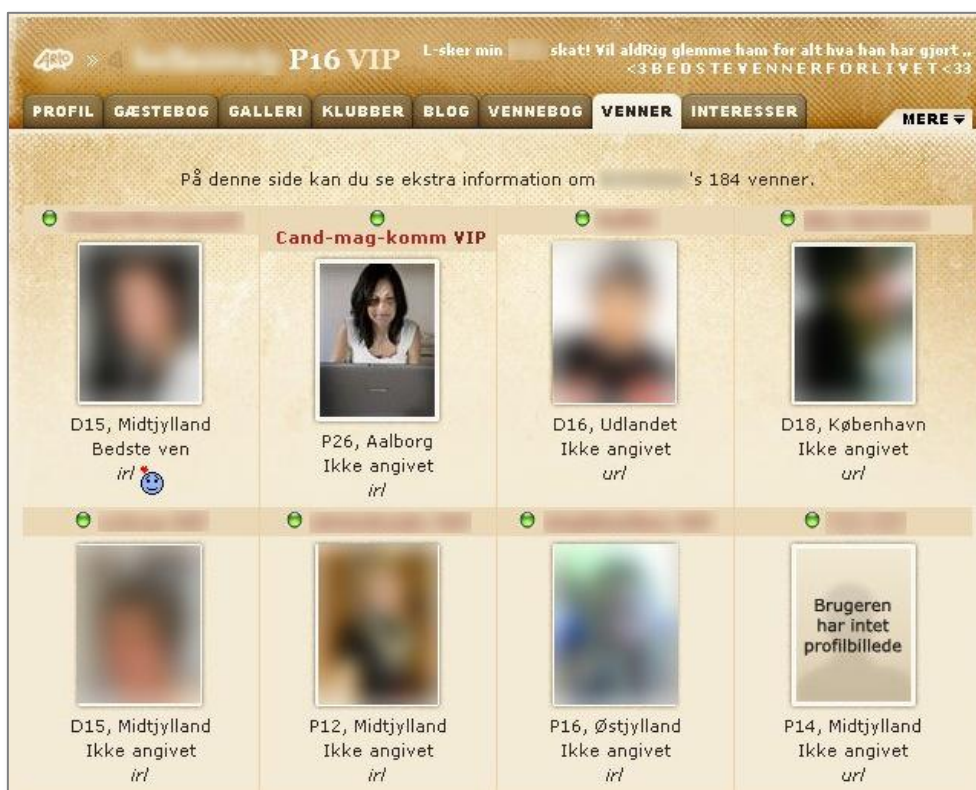 ARTO » P16 VIP
L-sker min skat! Vil aldRig glemme ham for alt hva han har gjort ..
<3 B E D S T E V E N N E R F O R L I V E T <33
PROFIL GÆSTEBOG GALLERI KLUBBER BLOG VENNEBOG VENNER INTERESSER MERE
På denne side kan du se ekstra information om 's 184 venner.
Cand-mag-komm VIP
D15, Midtjylland
Bedste ven
irl
P26, Aalborg
Ikke angivet
irl
D16, Udlandet
Ikke angivet
url
D18, København
Ikke angivet
url
D15, Midtjylland
Ikke angivet
irl
P12, Midtjylland
Ikke angivet
irl
P16, Østjylland
Ikke angivet
irl
Brugeren
har intet
profilbillede
P14, Midtjylland
Ikke angivet
url